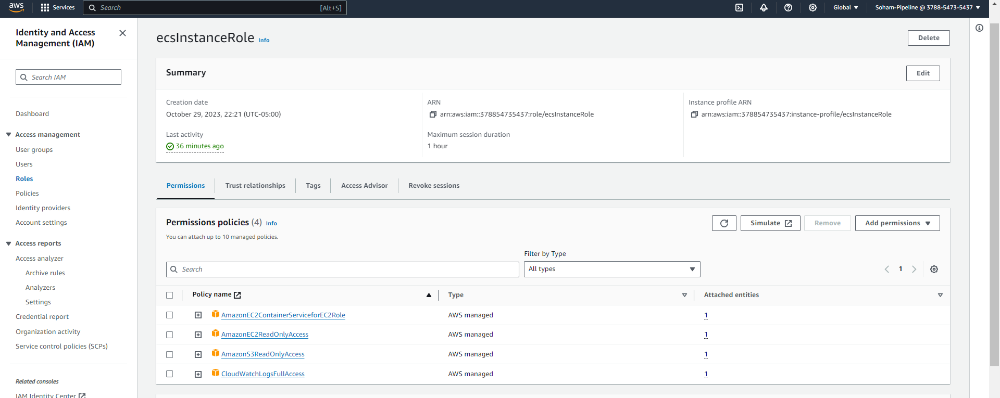 aws Services Search [Alt+S] Global Soham-Pipeline @ 3788-5473-5437
Identity and Access
Management (IAM)
Search IAM
Dashboard
Access management
User groups
Users
Roles
Policies
Identity providers
Account settings
Access reports
Access analyzer
Archive rules
Analyzers
Settings
Credential report
Organization activity
Service control policies (SCPs)
Related consoles
IAM Identity Center
ecsInstanceRole Info
Delete
Summary
Edit
Creation date
October 29, 2023, 22:21 (UTC-05:00)
Last activity
36 minutes ago
ARN
arn:aws:iam::378854735437:role/ecsInstanceRole
Maximum session duration
1 hour
Instance profile ARN
arn:aws:iam::378854735437:instance-profile/ecsInstanceRole
Permissions Trust relationships Tags Access Advisor Revoke sessions
Permissions policies (4) Info
You can attach up to 10 managed policies.
Simulate Remove Add permissions
Filter by Type
Search All types 1
Policy name Type Attached entities
AmazonEC2ContainerServiceforEC2Role AWS managed 1
AmazonEC2ReadOnlyAccess AWS managed 1
AmazonS3ReadOnlyAccess AWS managed 1
CloudWatchLogsFullAccess AWS managed 1